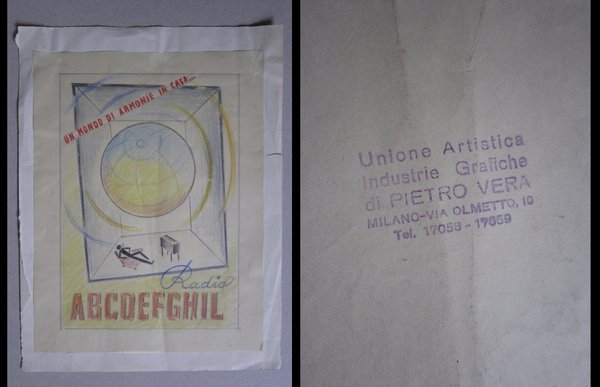 UN MONDO DI ARMONIE IN CASA...
Radio
ABCDEFGHIL
Unione Artistica
Industrie Grafiche
di PIETRO VERA
MILANO-VIA OLMETTO, 10
Tel. 17058 - 17059